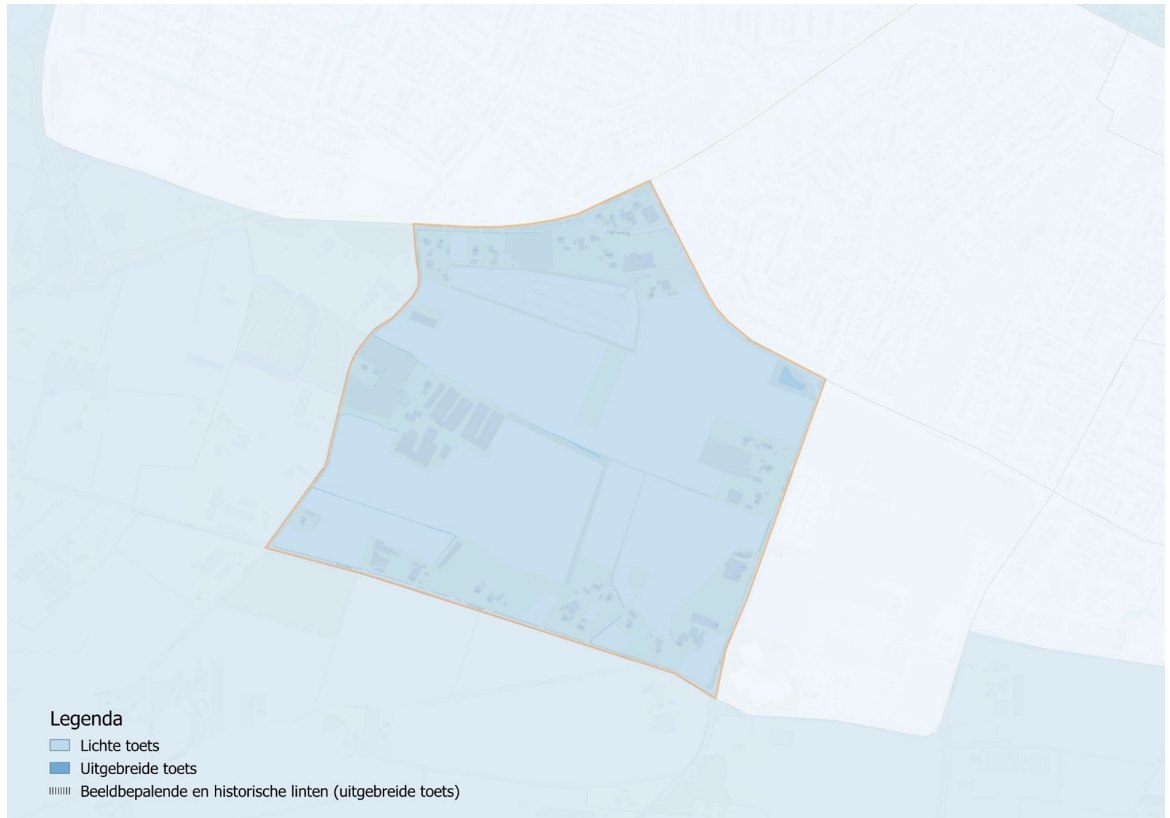 Legenda
Lichte toets
Uitgebreide toets
Beeldbepalende en historische linten (uitgebreide toets)